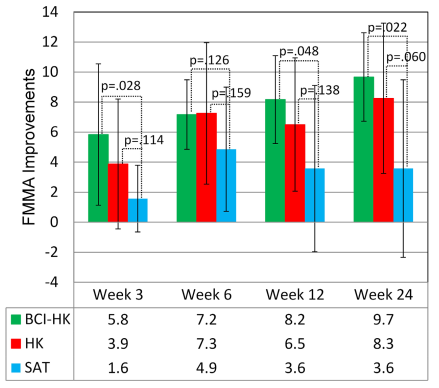 14
12
10
8
6
4
2
0
-2
-4
FMMA Improvements
p=.028
p=.114
p=.126
p=.159
p=.048
p=.138
p=.022
p=.060
Week 3 Week 6 Week 12 Week 24
BCI-HK 5.8 7.2 8.2 9.7
HK 3.9 7.3 6.5 8.3
SAT 1.6 4.9 3.6 3.6